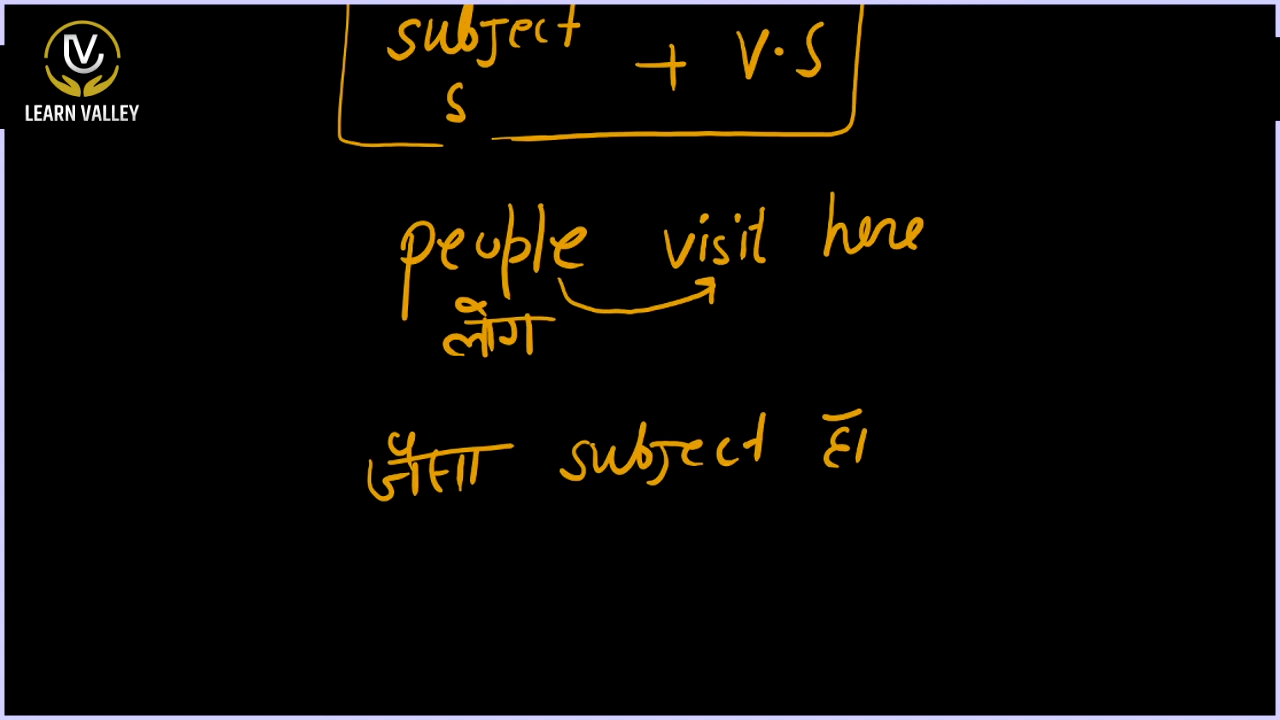 LEARN VALLEY
subject + V.S
S
people visit here
लोग
जैसा subject हा